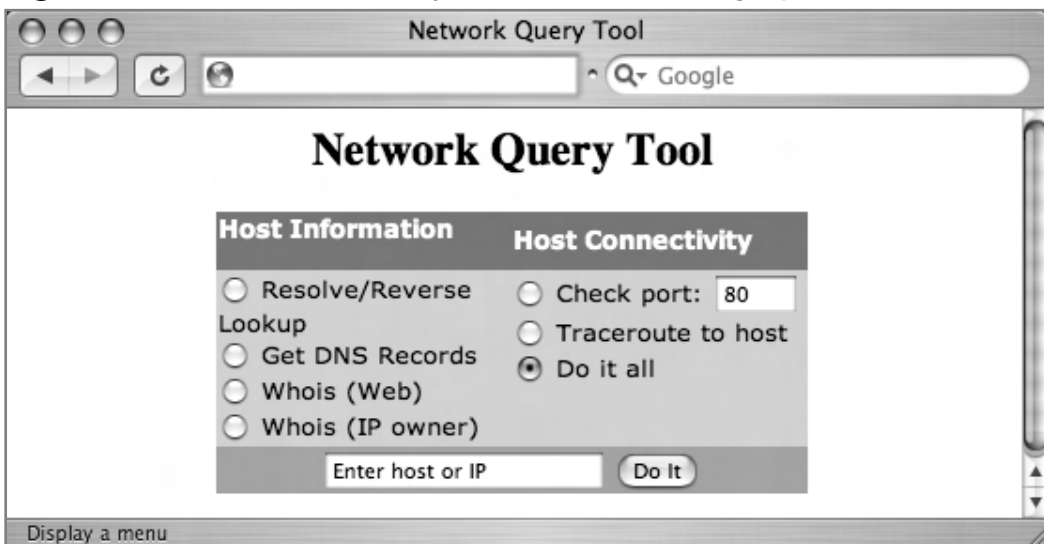 Network Query Tool
Google
Network Query Tool
Host Information
Host Connectivity
Resolve/Reverse
Lookup
Get DNS Records
Whois (Web)
Whois (IP owner)
Check port: 80
Traceroute to host
Do it all
Enter host or IP
Do It
Display a menu